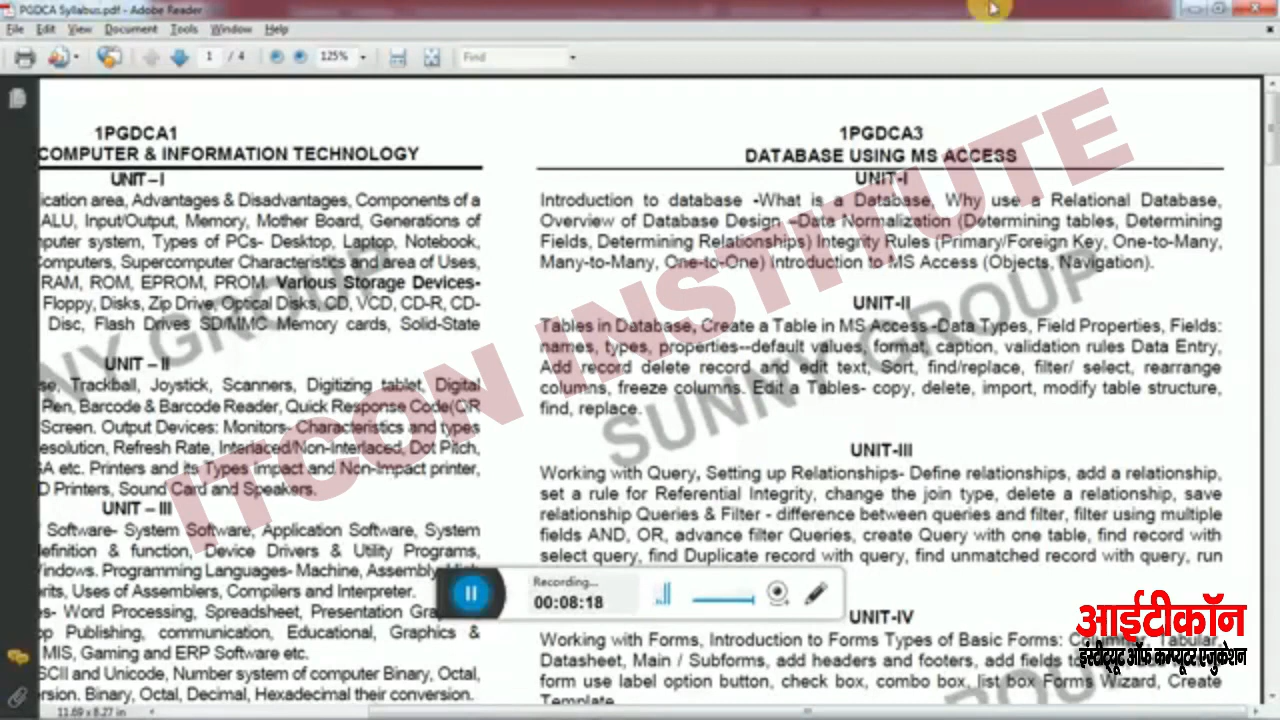 PGDCA Syllabus.pdf - Adobe Reader
File Edit View Document Tools Window Help
1 / 4 125% Find
1PGDCA1
COMPUTER & INFORMATION TECHNOLOGY
UNIT – I
ication area, Advantages & Disadvantages, Components of a
ALU, Input/Output, Memory, Mother Board, Generations of
puter system, Types of PCs- Desktop, Laptop, Notebook,
omputers, Supercomputer Characteristics and area of Uses,
RAM, ROM, EPROM, PROM, Various Storage Devices-
Floppy, Disks, Zip Drive, Optical Disks, CD, VCD, CD-R, CD-
Disc, Flash Drives SD/MMC Memory cards, Solid-State
UNIT – II
se, Trackball, Joystick, Scanners, Digitizing tablet, Digital
Pen, Barcode & Barcode Reader, Quick Response Code(QR
Screen. Output Devices: Monitors- Characteristics and types
esolution, Refresh Rate, Interlaced/Non-Interlaced, Dot Pitch,
GA etc. Printers and its Types impact and Non-Impact printer,
D Printers, Sound Card and Speakers.
UNIT – III
Software- System Software, Application Software, System
efinition & function, Device Drivers & Utility Programs,
indows. Programming Languages- Machine, Assembly
rits, Uses of Assemblers, Compilers and Interpreter.
es- Word Processing, Spreadsheet, Presentation
op Publishing, communication, Educational, Graphics &
MIS, Gaming and ERP Software etc.
SCII and Unicode, Number system of computer Binary, Octal,
ersion. Binary, Octal, Decimal, Hexadecimal their conversion.
1PGDCA3
DATABASE USING MS ACCESS
UNIT-I
Introduction to database -What is a Database, Why use a Relational Database,
Overview of Database Design -Data Normalization (Determining tables, Determining
Fields, Determining Relationships) Integrity Rules (Primary/Foreign Key, One-to-Many,
Many-to-Many, One-to-One) Introduction to MS Access (Objects, Navigation).
UNIT-II
Tables in Database, Create a Table in MS Access -Data Types, Field Properties, Fields:
names, types, properties--default values, format, caption, validation rules Data Entry,
Add record delete record and edit text, Sort, find/replace, filter/ select, rearrange
columns, freeze columns. Edit a Tables- copy, delete, import, modify table structure,
find, replace.
UNIT-III
Working with Query, Setting up Relationships- Define relationships, add a relationship,
set a rule for Referential Integrity, change the join type, delete a relationship, save
relationship Queries & Filter - difference between queries and filter, filter using multiple
fields AND, OR, advance filter Queries, create Query with one table, find record with
select query, find Duplicate record with query, find unmatched record with query, run
UNIT-IV
Working with Forms, Introduction to Forms Types of Basic Forms: Columnar, Tabular,
Datasheet, Main / Subforms, add headers and footers, add fields to
form use label option button, check box, combo box, list box Forms Wizard, Create
Template.
ITCON INSTITUTE
NY GROUP
SUNNY GROUP
ROUP
Recording...
00:08:18
आईटीकॉन
इंस्टीट्यूट ऑफ कम्प्यूटर एजुकेशन
11.69 x 8.27 in